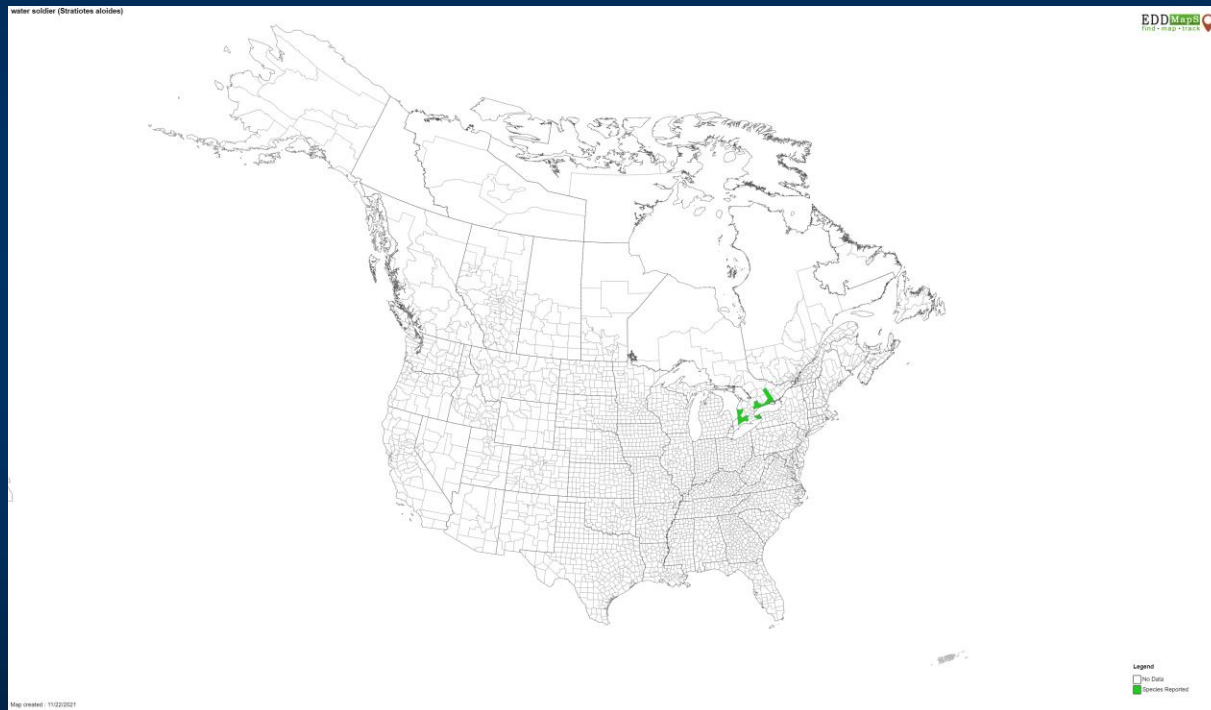 water soldier (Stratiotes aloides)
EDDMapS
find • map • track
Legend
No Data
Species Reported
Map created : 11/22/2021